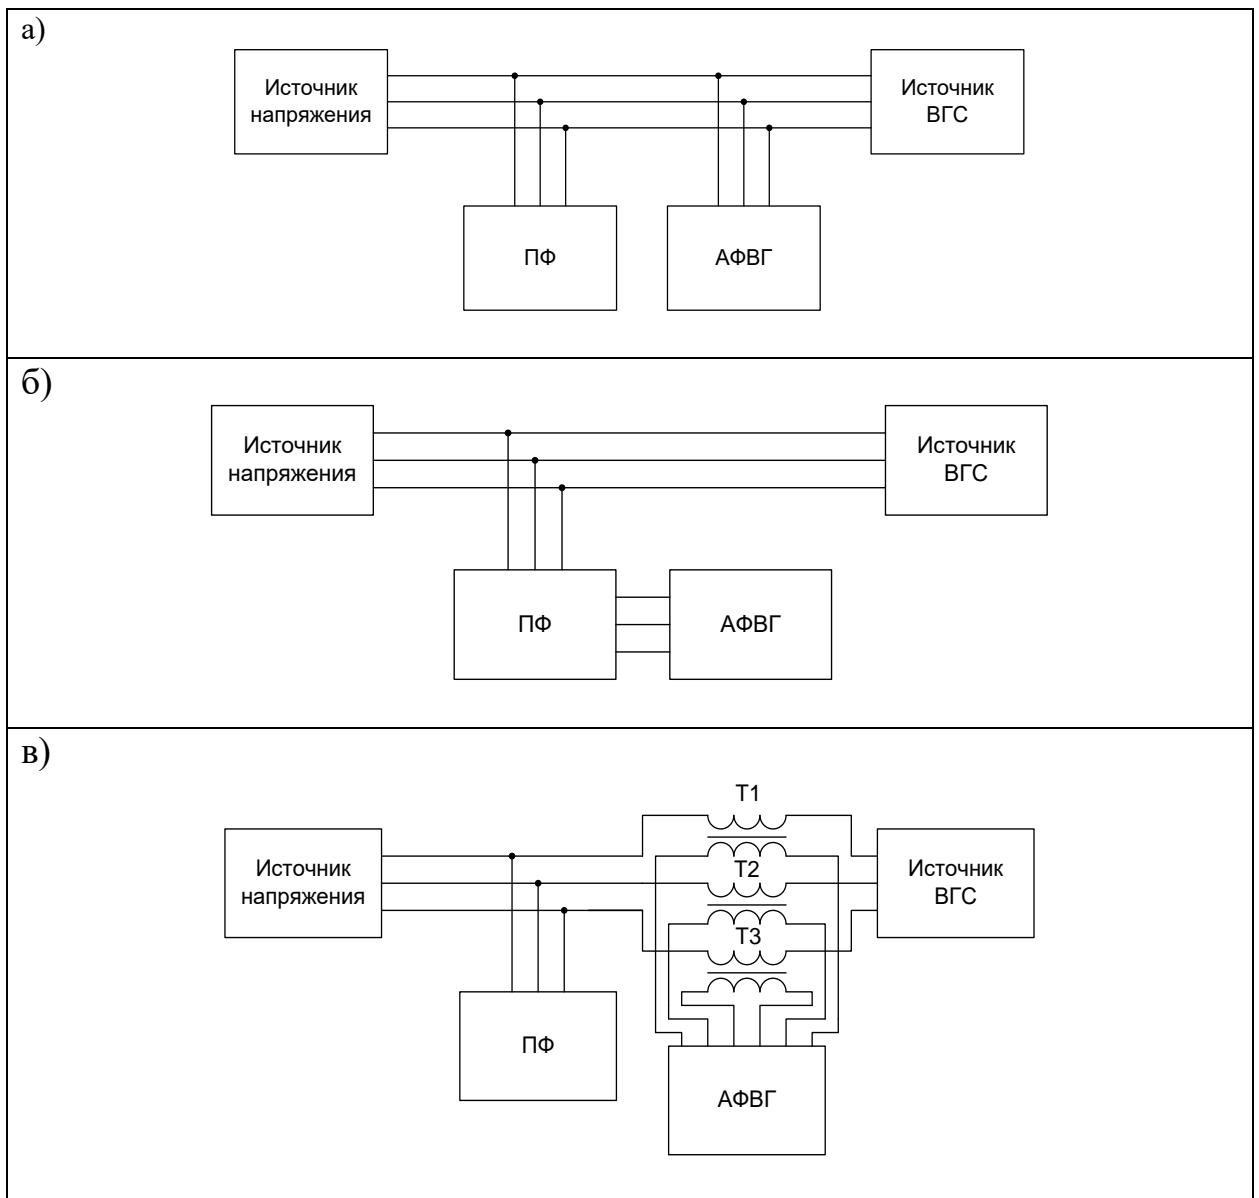 а)
Источник
напряжения
Источник
ВГС
ПФ
АФВГ
б)
Источник
напряжения
Источник
ВГС
ПФ
АФВГ
в)
Т1
Источник
напряжения
Т2
Источник
ВГС
Т3
ПФ
АФВГ